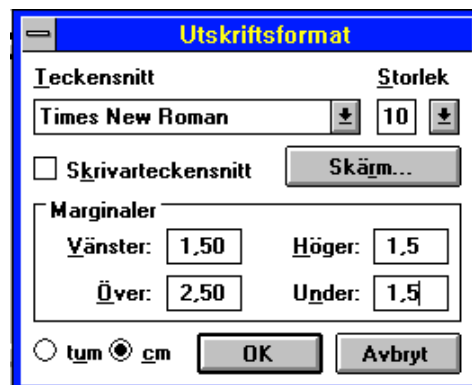 Utskriftsformat
Teckensnitt Storlek
Times New Roman 10
Skrivarteckensnitt Skärm...
Marginaler
Vänster: 1,50 Höger: 1,5
Över: 2,50 Under: 1,5
tum cm OK Avbryt